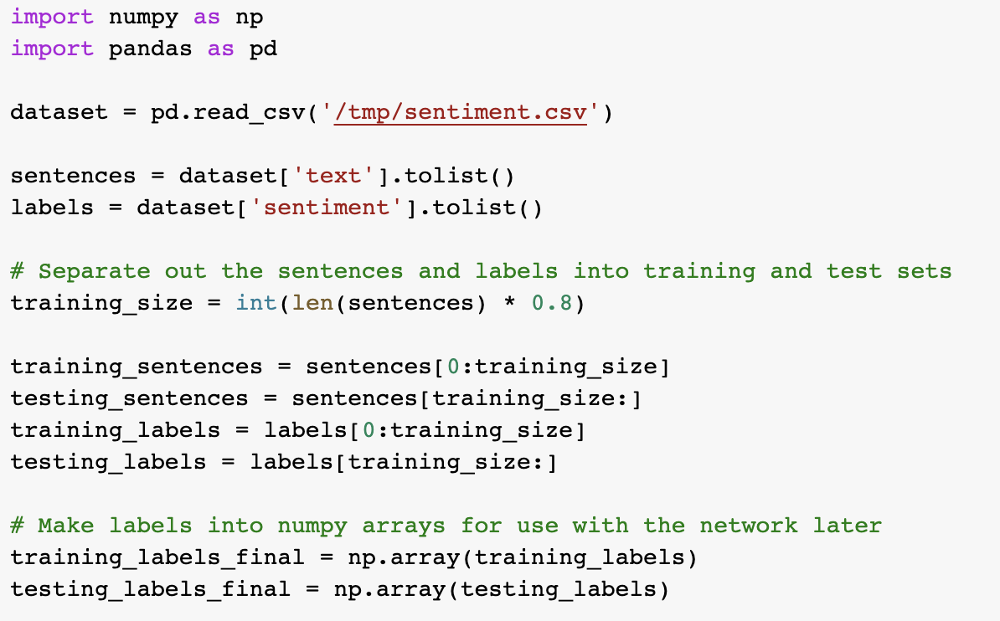 import numpy as np
import pandas as pd
dataset = pd.read_csv('/tmp/sentiment.csv')
sentences = dataset['text'].tolist()
labels = dataset['sentiment'].tolist()
# Separate out the sentences and labels into training and test sets
training_size = int(len(sentences) * 0.8)
training_sentences = sentences[0:training_size]
testing_sentences = sentences[training_size:]
training_labels = labels[0:training_size]
testing_labels = labels[training_size:]
# Make labels into numpy arrays for use with the network later
training_labels_final = np.array(training_labels)
testing_labels_final = np.array(testing_labels)